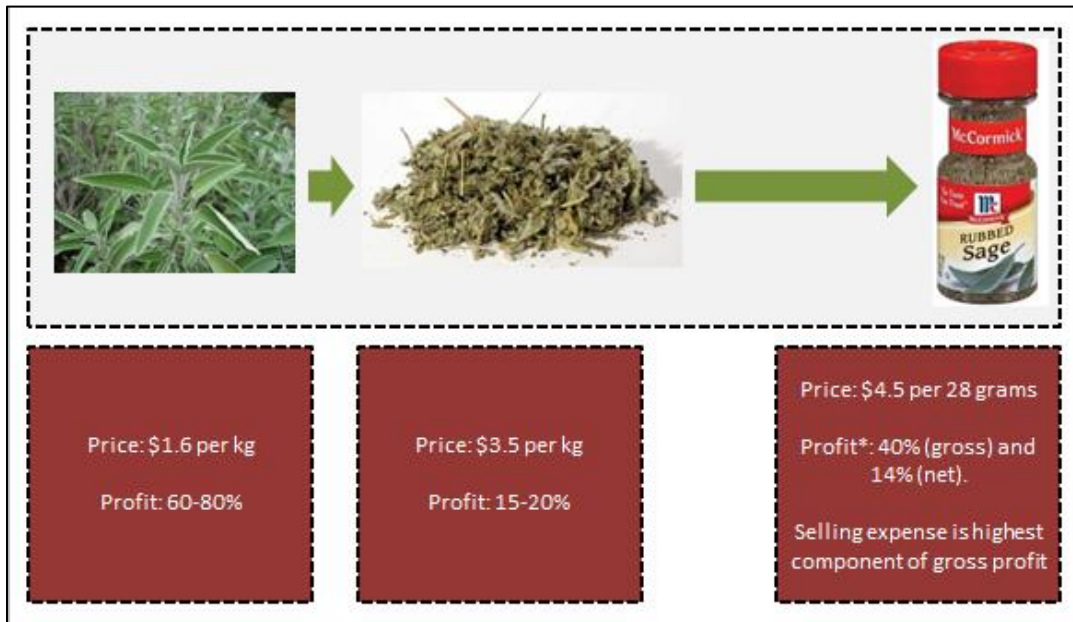 McCormick
McCORMICK
RUBBED
Sage
Price: $1.6 per kg
Profit: 60-80%
Price: $3.5 per kg
Profit: 15-20%
Price: $4.5 per 28 grams
Profit*: 40% (gross) and
14% (net).
Selling expense is highest
component of gross profit